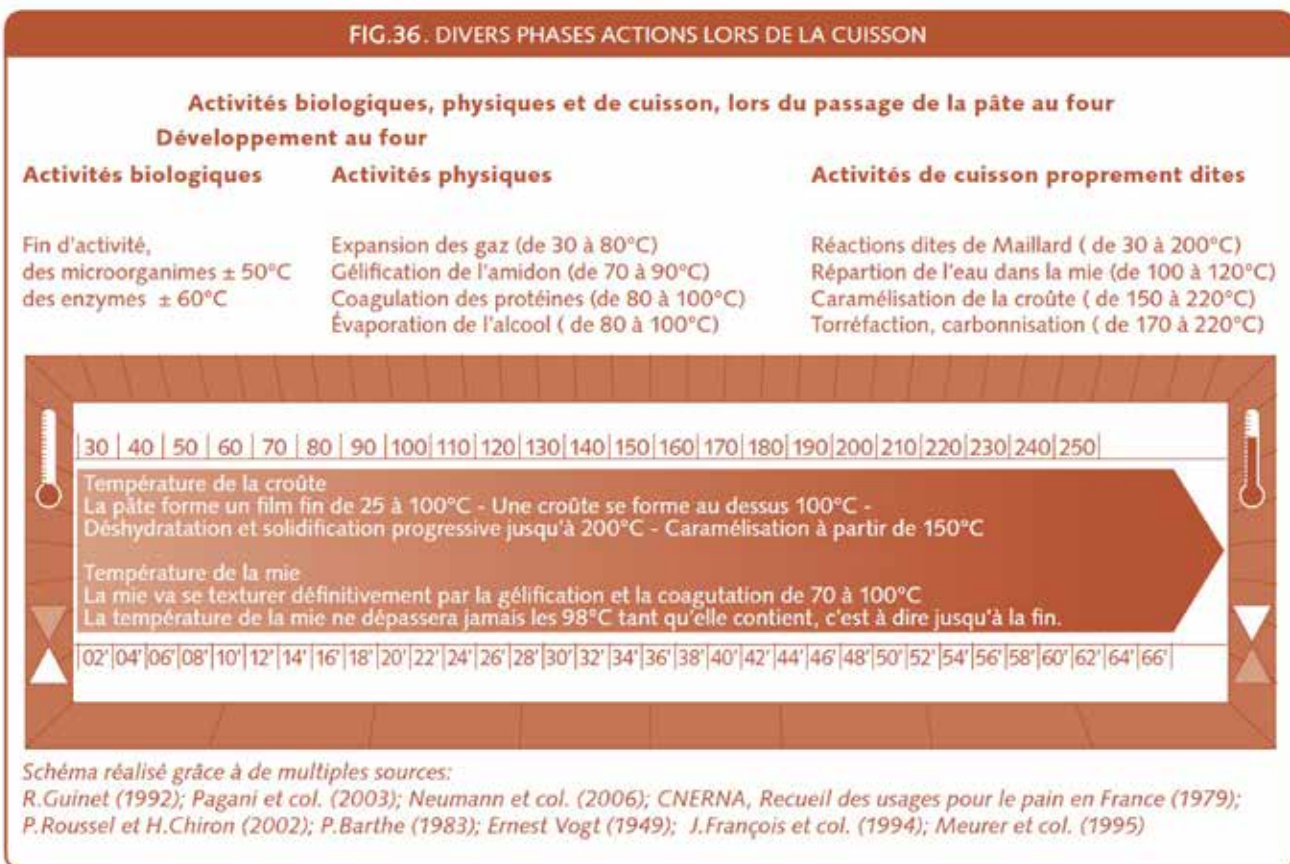 FIG.36. DIVERS PHASES ACTIONS LORS DE LA CUISSON
Activités biologiques, physiques et de cuisson, lors du passage de la pâte au four
Développement au four
Activités biologiques
Fin d'activité,
des microorganimes ± 50°C
des enzymes ± 60°C
Activités physiques
Expansion des gaz (de 30 à 80°C)
Gélification de l'amidon (de 70 à 90°C)
Coagulation des protéines (de 80 à 100°C)
Évaporation de l'alcool ( de 80 à 100°C)
Activités de cuisson proprement dites
Réactions dites de Maillard ( de 30 à 200°C)
Répartion de l'eau dans la mie (de 100 à 120°C)
Caramélisation de la croûte ( de 150 à 220°C)
Torréfaction, carbonnisation ( de 170 à 220°C)
|30|40|50|60|70|80|90|100|110|120|130|140|150|160|170|180|190|200|210|220|230|240|250|
Température de la croûte
La pâte forme un film fin de 25 à 100°C - Une croûte se forme au dessus 100°C -
Déshydratation et solidification progressive jusqu'à 200°C - Caramélisation à partir de 150°C
Température de la mie
La mie va se texturer définitivement par la gélification et la coagutation de 70 à 100°C
La température de la mie ne dépassera jamais les 98°C tant qu'elle contient, c'est à dire jusqu'à la fin.
|02'|04'|06'|08'|10'|12'|14'|16'|18'|20'|22'|24'|26'|28'|30'|32'|34'|36'|38'|40'|42'|44'|46'|48'|50'|52'|54'|56'|58'|60'|62'|64'|66'|
Schéma réalisé grâce à de multiples sources:
R.Guinet (1992); Pagani et col. (2003); Neumann et col. (2006); CNERNA, Recueil des usages pour le pain en France (1979);
P.Roussel et H.Chiron (2002); P.Barthe (1983); Ernest Vogt (1949); J.François et col. (1994); Meurer et col. (1995)